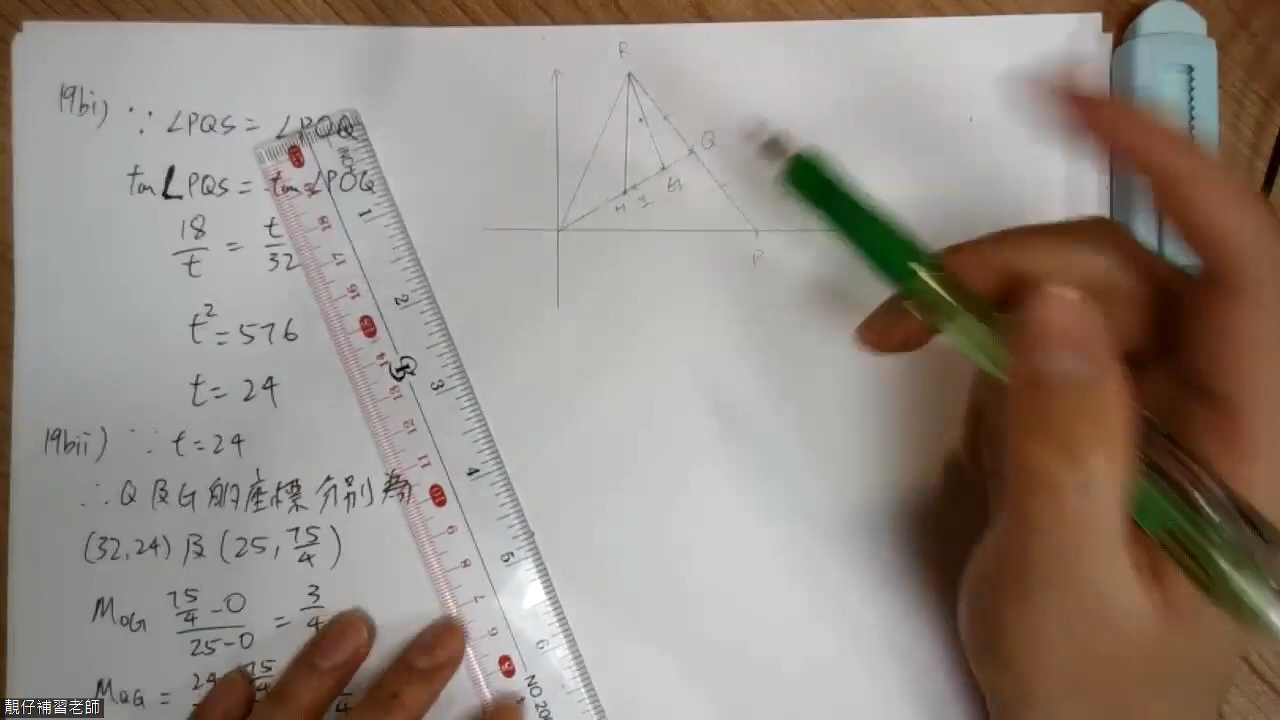 19bi) ∵ ∠PQS = ∠POQ
tan∠PQS = tan∠POQ
18/t = t/32
t² = 576
t = 24
19bii) ∵ t = 24
∴ Q 及 G 的座標分別為
(32, 24) 及 (25, 75/4)
M_OG (75/4 - 0)/(25 - 0) = 3/4
M_QG =
R
Q
G
I
H
P
靚仔補習老師